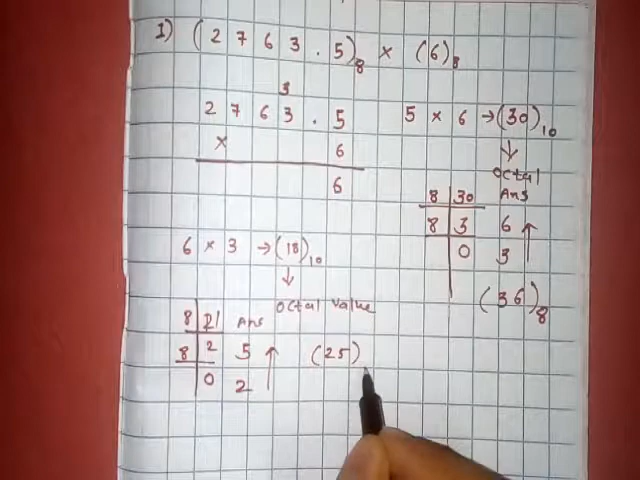 1) (2 7 6 3 . 5)8 × (6)8
3
2 7 6 3 . 5
× 6
6
5 × 6 → (30)10
↓
Octal
Ans
8 30
8 3 6 ↑
0 3
(36)8
6 × 3 → (18)10
↓
Octal Value
8 21 Ans
8 2 5 ↑
0 2
(25)